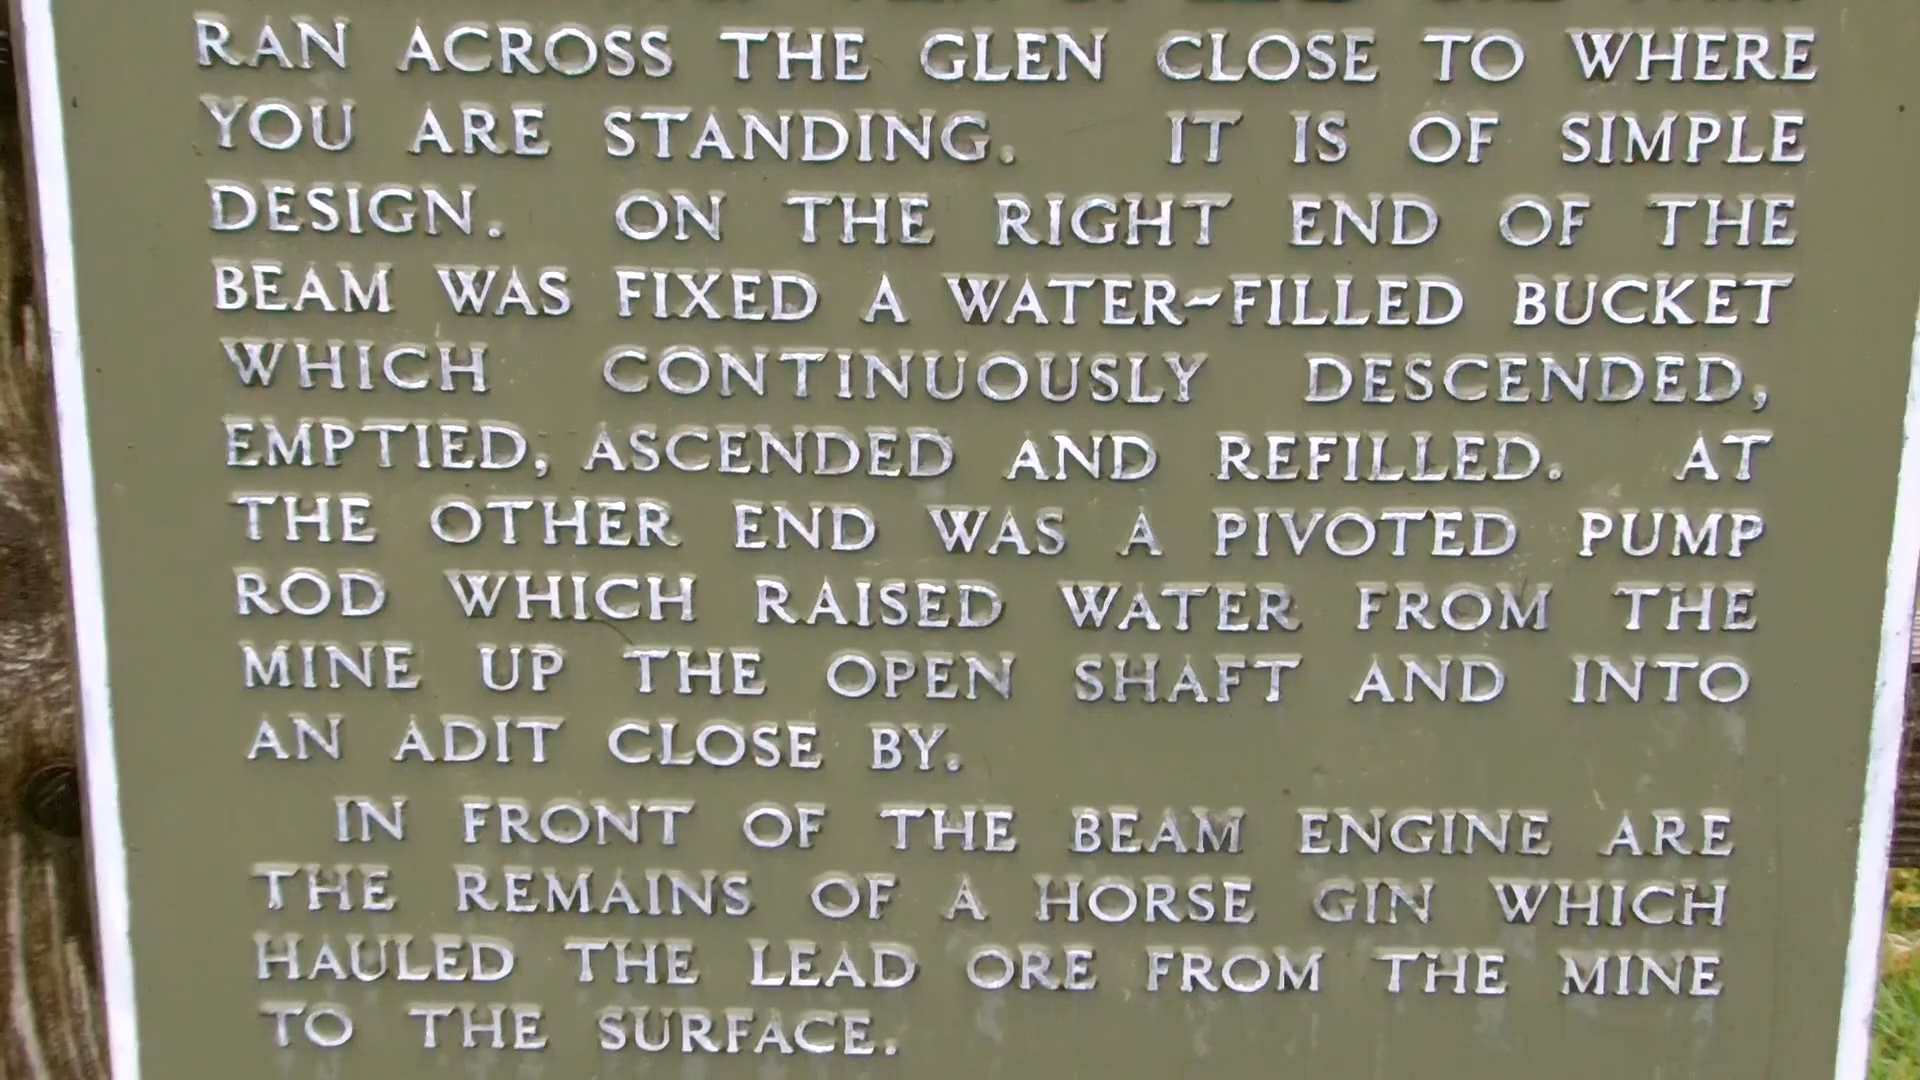 RAN ACROSS THE GLEN CLOSE TO WHERE
YOU ARE STANDING. IT IS OF SIMPLE
DESIGN. ON THE RIGHT END OF THE
BEAM WAS FIXED A WATER-FILLED BUCKET
WHICH CONTINUOUSLY DESCENDED,
EMPTIED, ASCENDED AND REFILLED. AT
THE OTHER END WAS A PIVOTED PUMP
ROD WHICH RAISED WATER FROM THE
MINE UP THE OPEN SHAFT AND INTO
AN ADIT CLOSE BY.
IN FRONT OF THE BEAM ENGINE ARE
THE REMAINS OF A HORSE GIN WHICH
HAULED THE LEAD ORE FROM THE MINE
TO THE SURFACE.